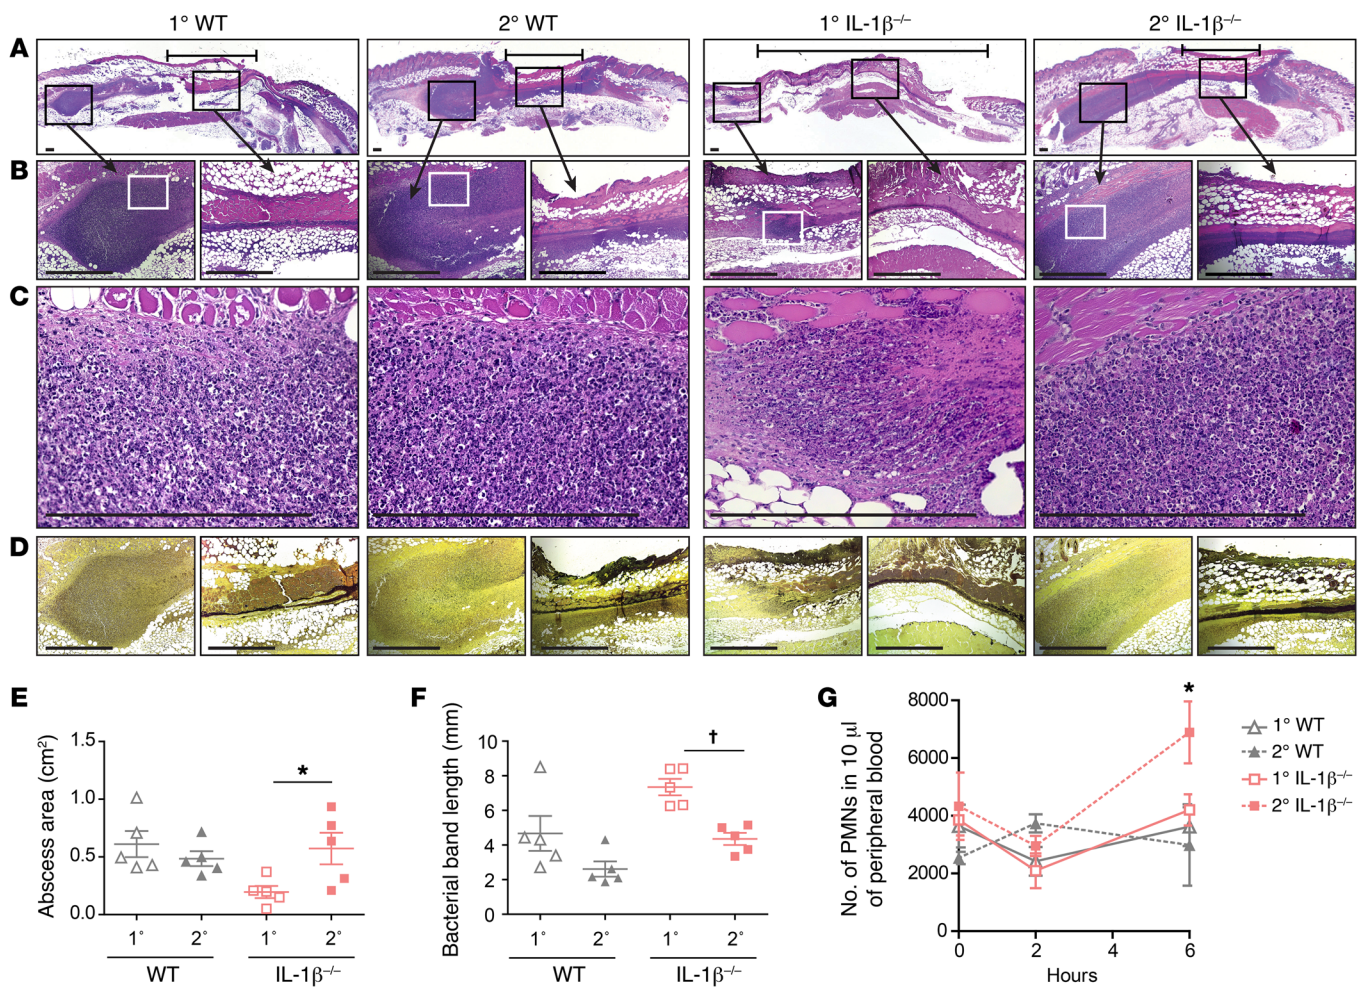 1° WT
2° WT
1° IL-1β–/–
2° IL-1β–/–
A
B
C
D
E
Abscess area (cm2)
1.5
1.0
0.5
0.0
*
1°
2°
1°
2°
WT
IL-1β–/–
F
Bacterial band length (mm)
10
8
6
4
2
0
†
1°
2°
1°
2°
WT
IL-1β–/–
G
No. of PMNs in 10 μl
of peripheral blood
8000
6000
4000
2000
0
*
0
2
4
6
Hours
1° WT
2° WT
1° IL-1β–/–
2° IL-1β–/–